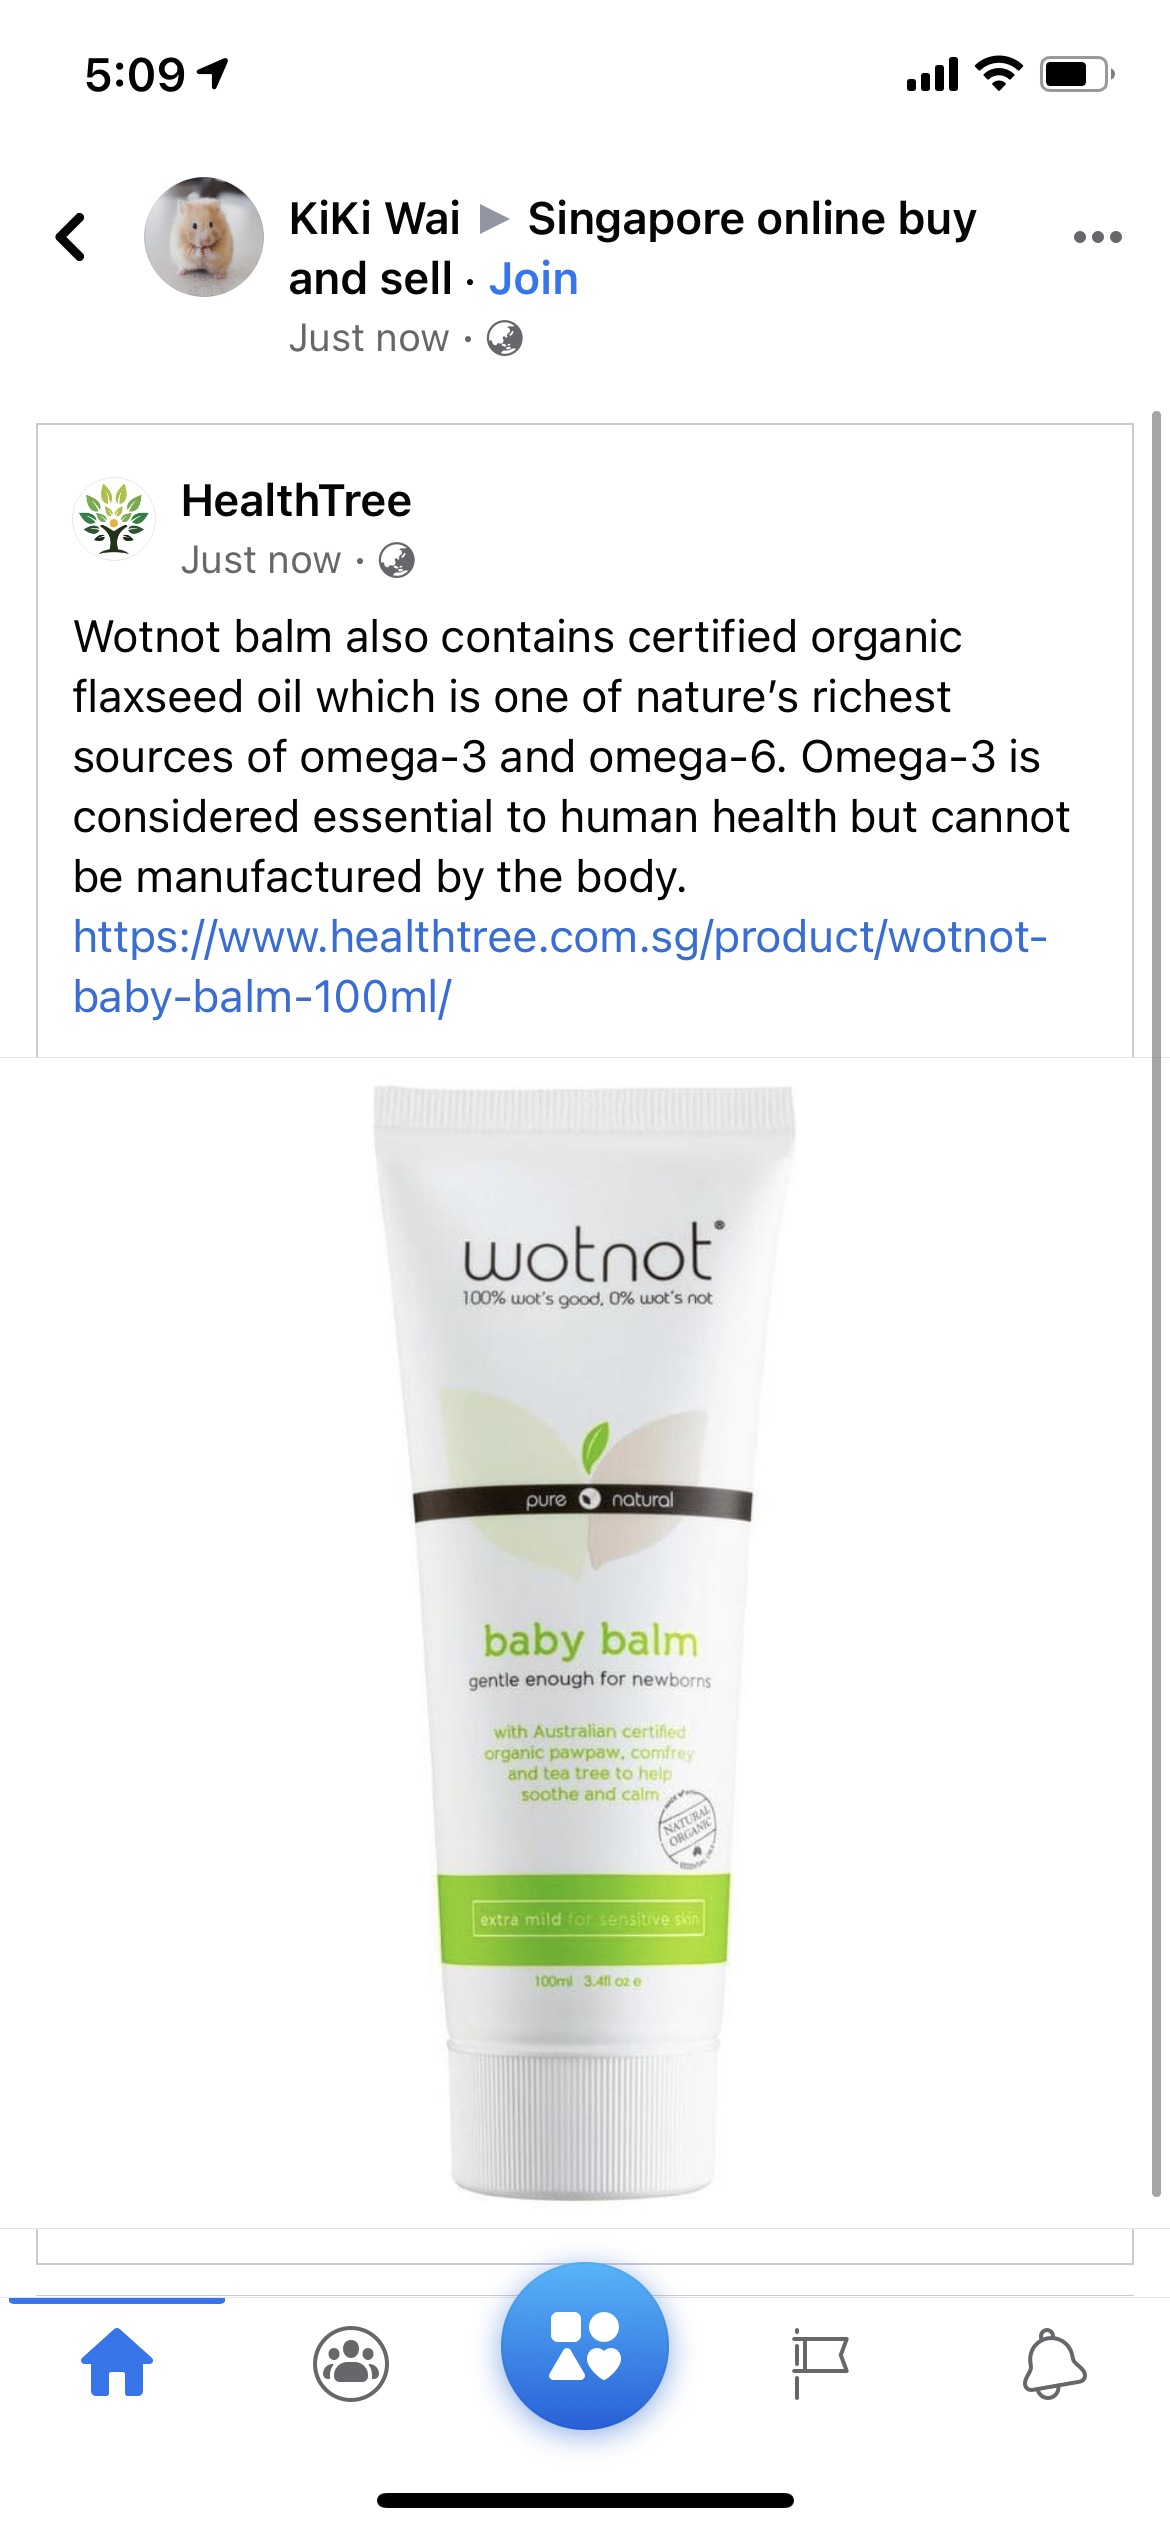 5:09
KiKi Wai ▶ Singapore online buy
and sell · Join
Just now ·
HealthTree
Just now ·
Wotnot balm also contains certified organic
flaxseed oil which is one of nature’s richest
sources of omega-3 and omega-6. Omega-3 is
considered essential to human health but cannot
be manufactured by the body.
https://www.healthtree.com.sg/product/wotnot-
baby-balm-100ml/
wotnot®
100% wot's good, 0% wot's not
pure natural
baby balm
gentle enough for newborns
with Australian certified
organic pawpaw, comfrey
and tea tree to help
soothe and calm
NATURAL
ORGANIC
extra mild for sensitive skin
100ml 3.4fl oz e